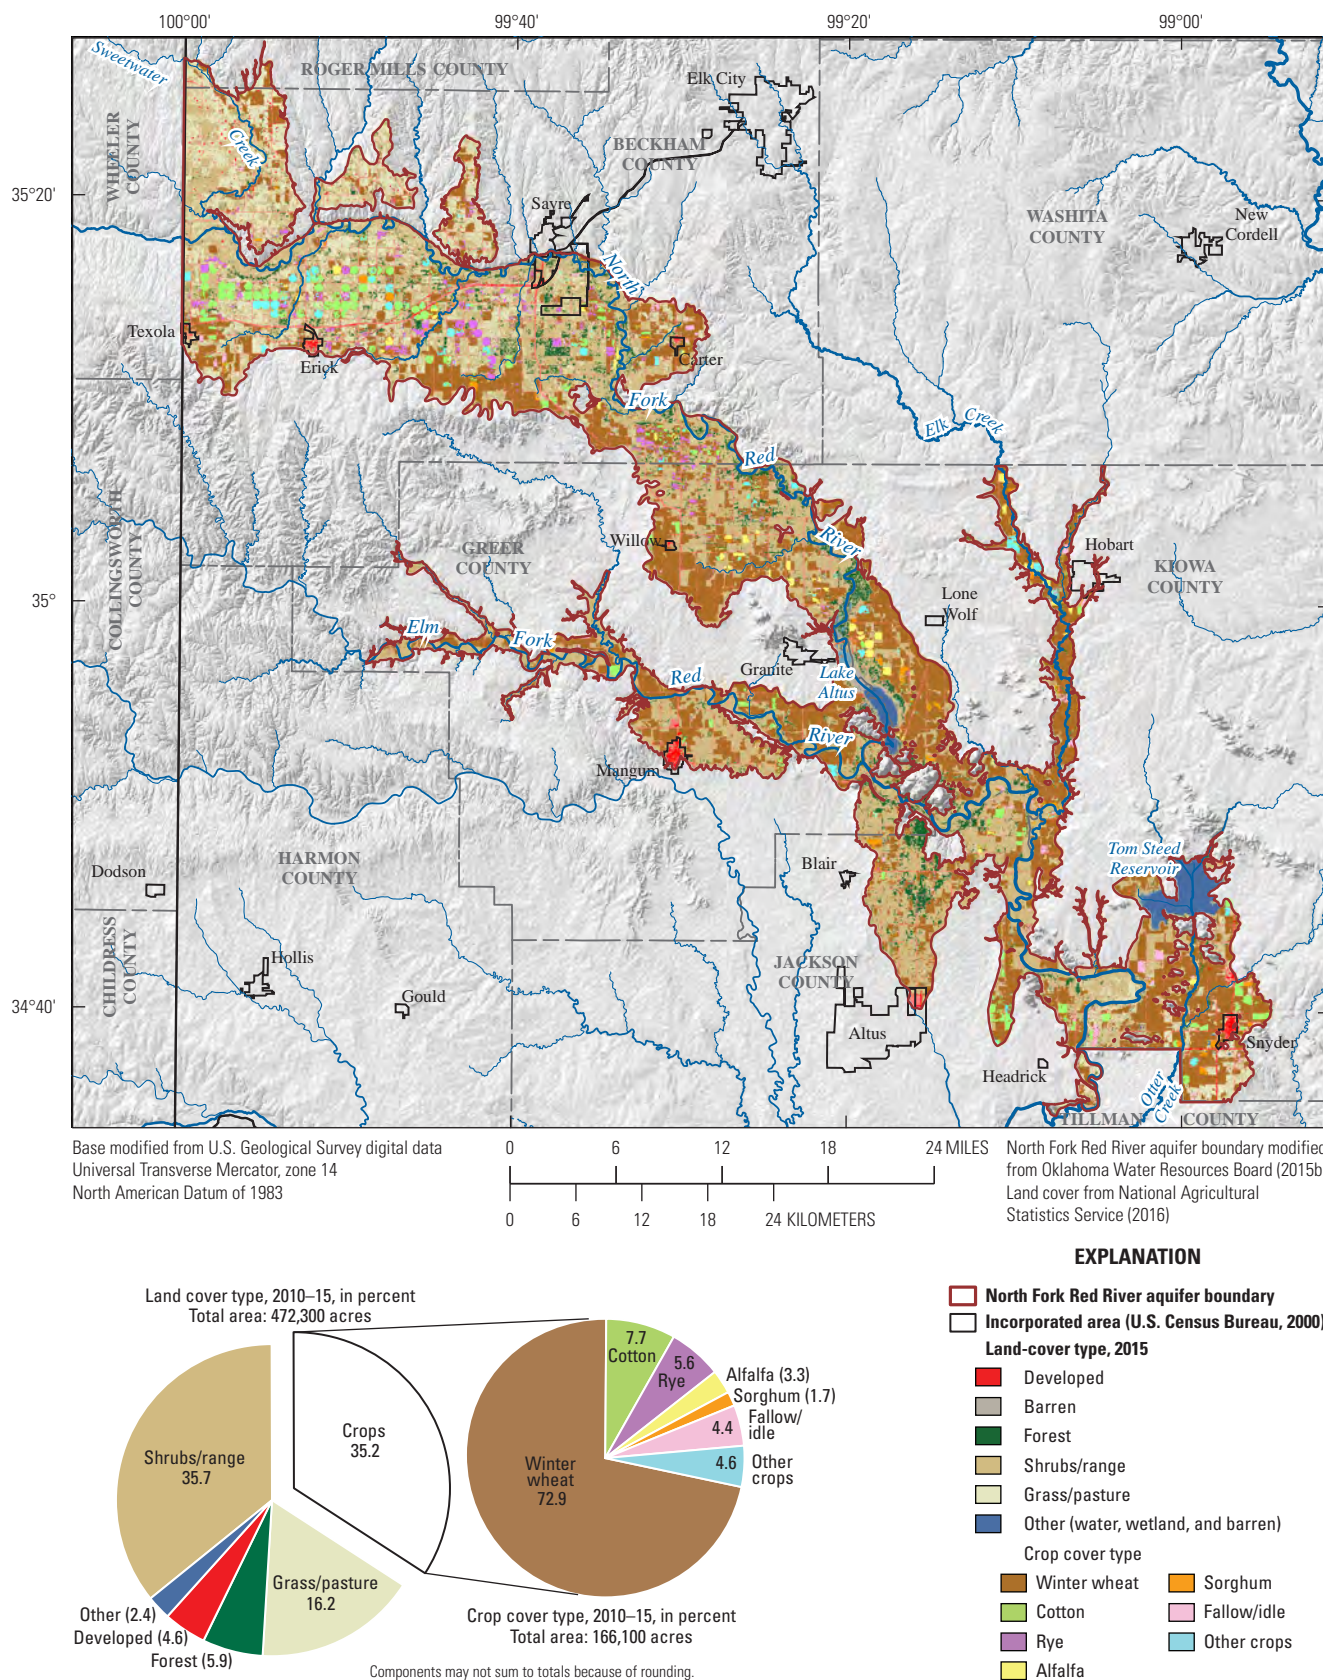 100°00'
99°40'
99°20'
99°00'
Sweetwater
Creek
ROGER MILLS COUNTY
Elk City
WHEELER
COUNTY
BECKHAM
COUNTY
35°20'
Sayre
WASHITA
COUNTY
New
Cordell
North
Texola
Erick
Carter
Fork
Elk
Creek
Red
COLLINGSWORTH
COUNTY
GREER
COUNTY
Willow
River
Hobart
KIOWA
COUNTY
35°
Lone
Wolf
Elm
Fork
Granite
Red
Lake
Altus
River
Mangum
Dodson
HARMON
COUNTY
Blair
Tom Steed
Reservoir
CHILDRESS
COUNTY
Hollis
Gould
JACKSON
COUNTY
34°40'
Altus
Snyder
Headrick
Otter
Creek
TILLMAN COUNTY
Base modified from U.S. Geological Survey digital data
Universal Transverse Mercator, zone 14
North American Datum of 1983
0 6 12 18 24 MILES
0 6 12 18 24 KILOMETERS
North Fork Red River aquifer boundary modified
from Oklahoma Water Resources Board (2015b
Land cover from National Agricultural
Statistics Service (2016)
EXPLANATION
North Fork Red River aquifer boundary
Incorporated area (U.S. Census Bureau, 2000)
Land-cover type, 2015
Developed
Barren
Forest
Shrubs/range
Grass/pasture
Other (water, wetland, and barren)
Crop cover type
Winter wheat
Cotton
Rye
Alfalfa
Sorghum
Fallow/idle
Other crops
Land cover type, 2010–15, in percent
Total area: 472,300 acres
Shrubs/range
35.7
Crops
35.2
Grass/pasture
16.2
Other (2.4)
Developed (4.6)
Forest (5.9)
7.7
Cotton
5.6
Rye
Alfalfa (3.3)
Sorghum (1.7)
4.4
Fallow/
idle
4.6
Other
crops
Winter
wheat
72.9
Crop cover type, 2010–15, in percent
Total area: 166,100 acres
Components may not sum to totals because of rounding.